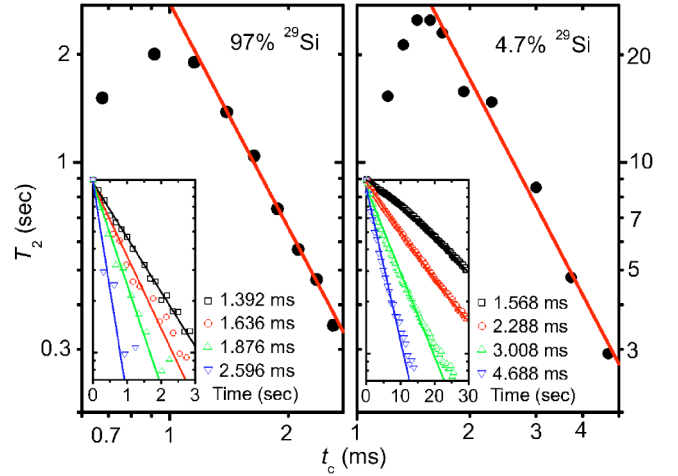 97% ²⁹Si
4.7% ²⁹Si
T₂ (sec)
2
1
0.3
20
10
7
5
3
0 1 2 3
Time (sec)
1.392 ms
1.636 ms
1.876 ms
2.596 ms
0 10 20 30
Time (sec)
1.568 ms
2.288 ms
3.008 ms
4.688 ms
0.7 1 2
1 2 3 4 5
t_c (ms)